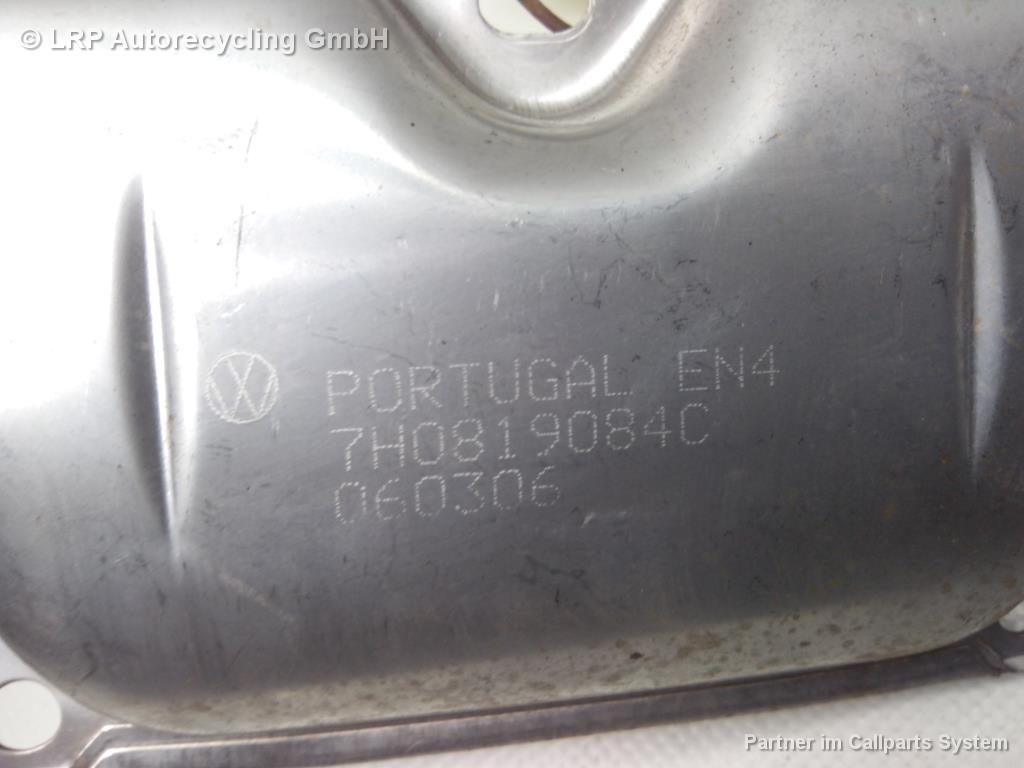 © LRP Autorecycling GmbH
PORTUGAL EN4
7H0819084C
060306
Partner im Callparts System